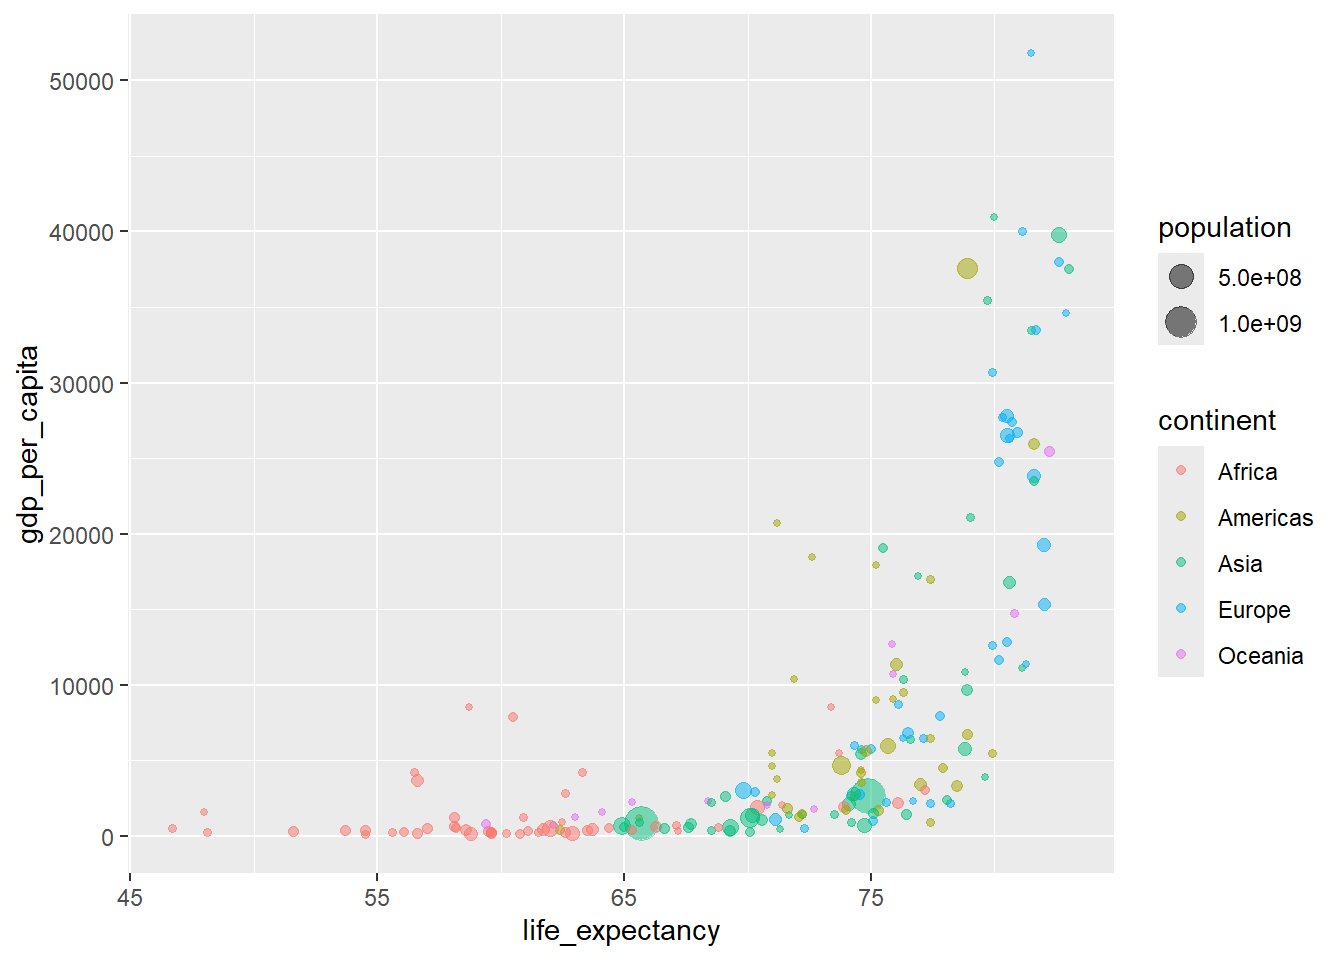 gdp_per_capita
50000
40000
30000
20000
10000
0
45
55
65
75
life_expectancy
population
5.0e+08
1.0e+09
continent
Africa
Americas
Asia
Europe
Oceania